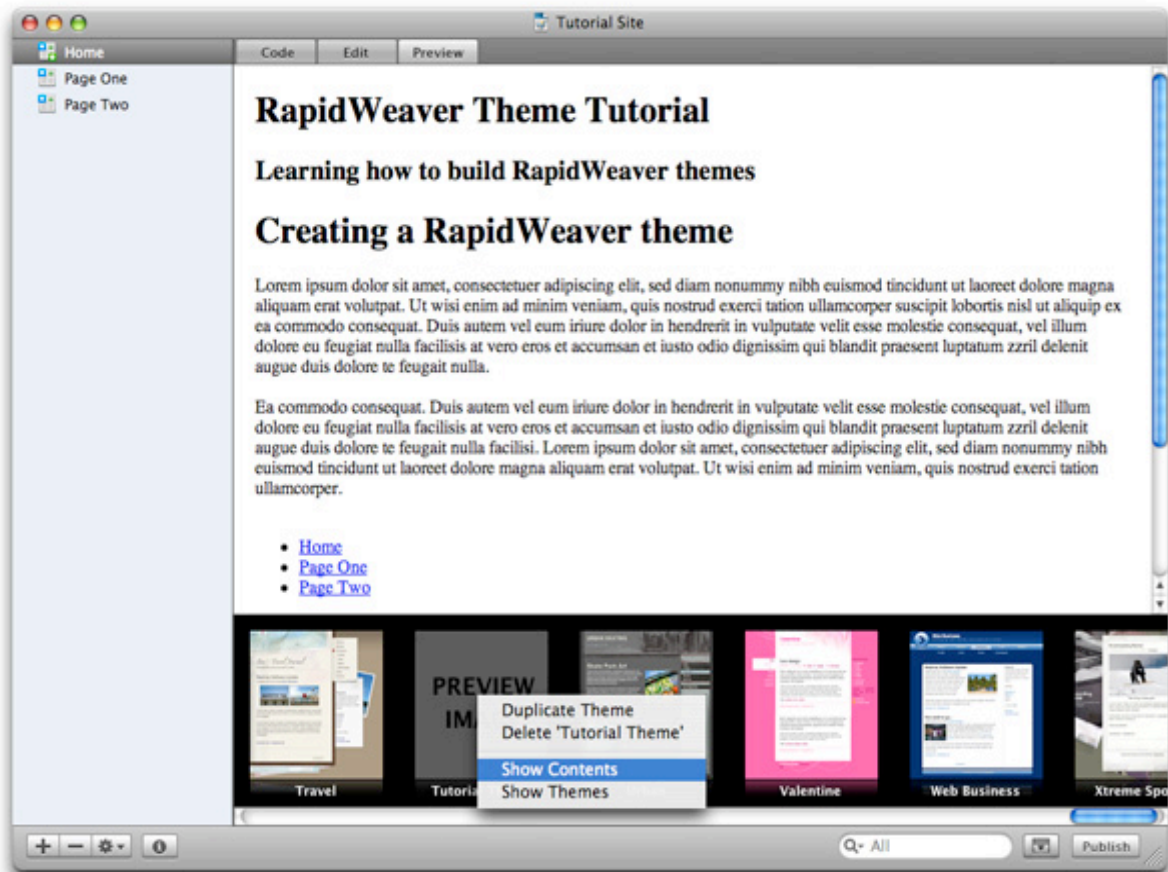 Tutorial Site
Home
Page One
Page Two
Code Edit Preview
RapidWeaver Theme Tutorial
Learning how to build RapidWeaver themes
Creating a RapidWeaver theme
Lorem ipsum dolor sit amet, consectetuer adipiscing elit, sed diam nonummy nibh euismod tincidunt ut laoreet dolore magna
aliquam erat volutpat. Ut wisi enim ad minim veniam, quis nostrud exerci tation ullamcorper suscipit lobortis nisl ut aliquip ex
ea commodo consequat. Duis autem vel eum iriure dolor in hendrerit in vulputate velit esse molestie consequat, vel illum
dolore eu feugiat nulla facilisis at vero eros et accumsan et iusto odio dignissim qui blandit praesent luptatum zzril delenit
augue duis dolore te feugait nulla.
Ea commodo consequat. Duis autem vel eum iriure dolor in hendrerit in vulputate velit esse molestie consequat, vel illum
dolore eu feugiat nulla facilisis at vero eros et accumsan et iusto odio dignissim qui blandit praesent luptatum zzril delenit
augue duis dolore te feugait nulla facilisi. Lorem ipsum dolor sit amet, consectetuer adipiscing elit, sed diam nonummy nibh
euismod tincidunt ut laoreet dolore magna aliquam erat volutpat. Ut wisi enim ad minim veniam, quis nostrud exerci tation
ullamcorper.
Home
Page One
Page Two
PREVIEW
IMA
Duplicate Theme
Delete 'Tutorial Theme'
Show Contents
Show Themes
Travel Tutoria Valentine Web Business Xtreme Spo
All Publish